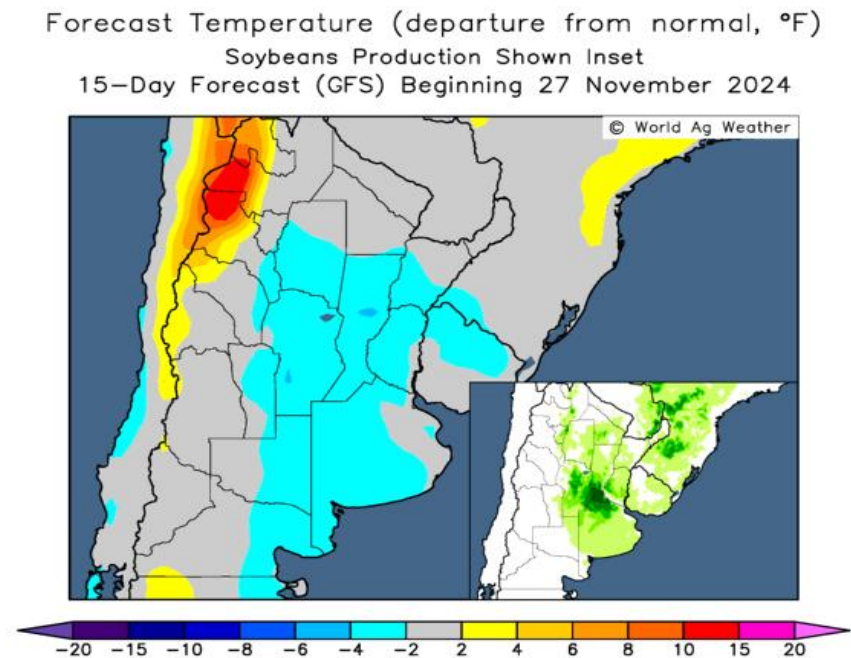 Forecast Temperature (departure from normal, °F)
Soybeans Production Shown Inset
15-Day Forecast (GFS) Beginning 27 November 2024
© World Ag Weather
-20 -15 -10 -8 -6 -4 -2 2 4 6 8 10 15 20